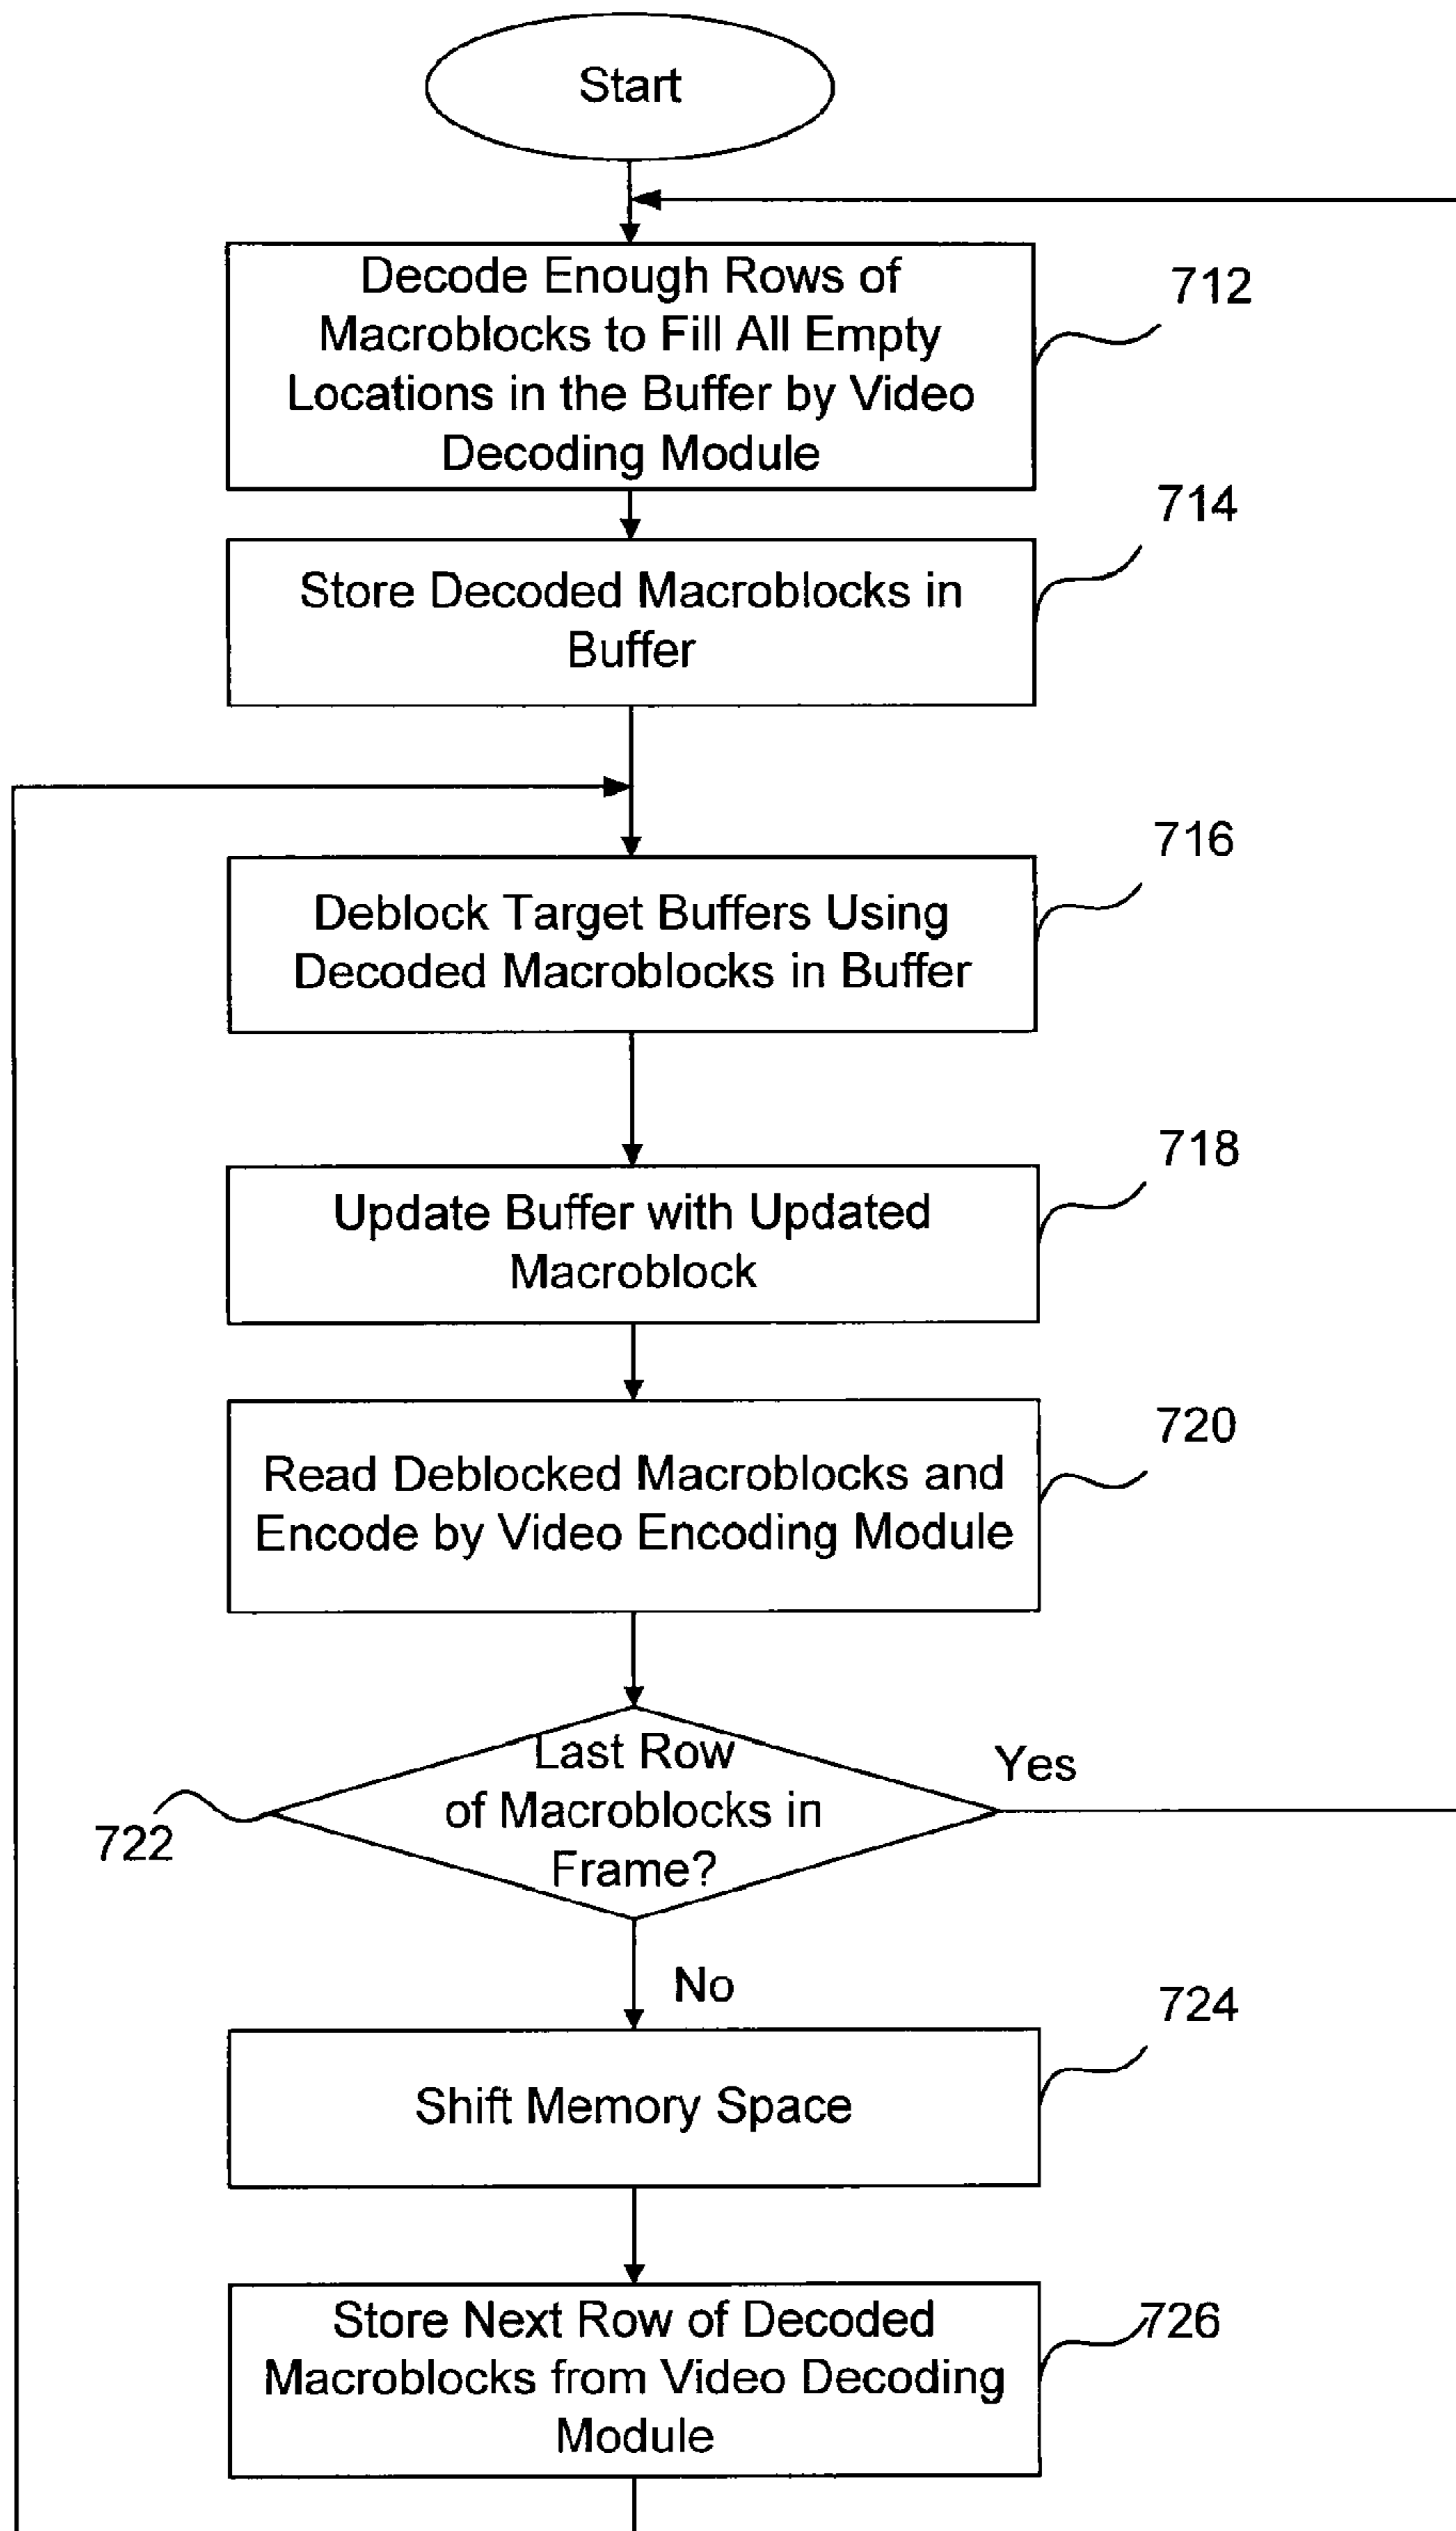 Start
Decode Enough Rows of
Macroblocks to Fill All Empty
Locations in the Buffer by Video
Decoding Module
712
Store Decoded Macroblocks in
Buffer
714
Deblock Target Buffers Using
Decoded Macroblocks in Buffer
716
Update Buffer with Updated
Macroblock
718
Read Deblocked Macroblocks and
Encode by Video Encoding Module
720
Last Row
of Macroblocks in
Frame?
Yes
722
No
Shift Memory Space
724
Store Next Row of Decoded
Macroblocks from Video Decoding
Module
726